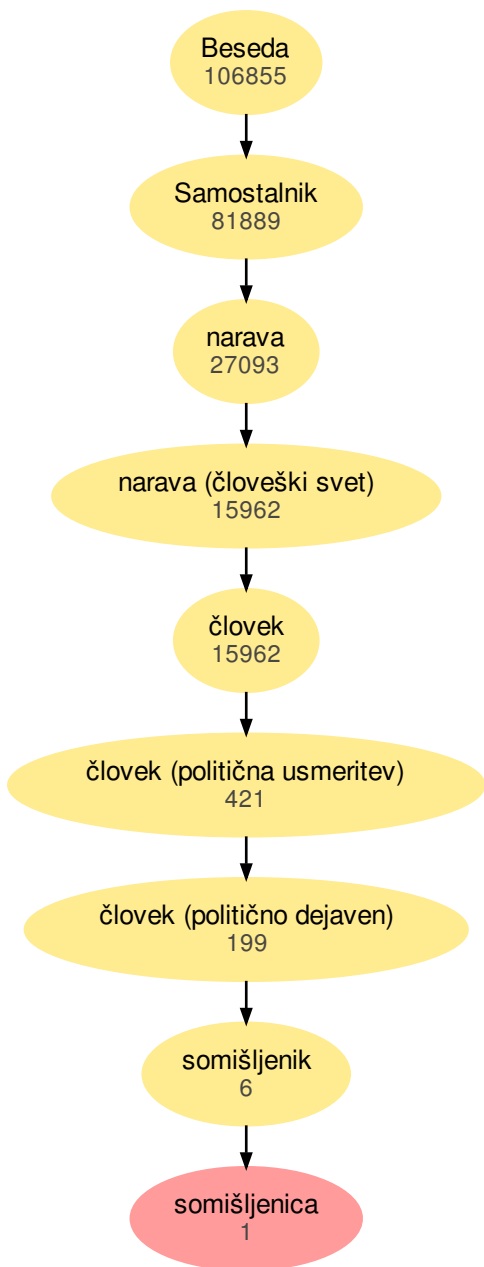 Beseda
106855
Samostalnik
81889
narava
27093
narava (človeški svet)
15962
človek
15962
človek (politična usmeritev)
421
človek (politično dejaven)
199
somišljenik
6
somišljenica
1